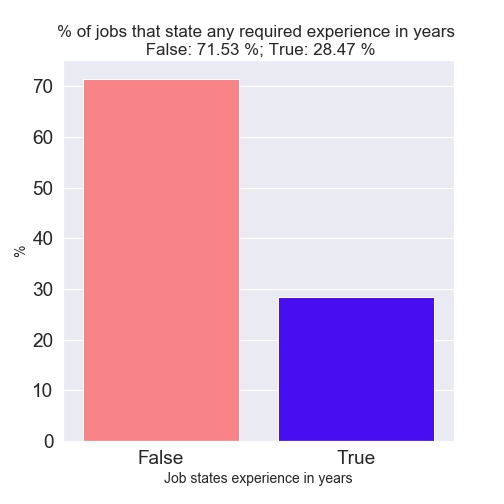 % of jobs that state any required experience in years
False: 71.53 %; True: 28.47 %
70
60
50
40
30
20
10
0
%
False True
Job states experience in years